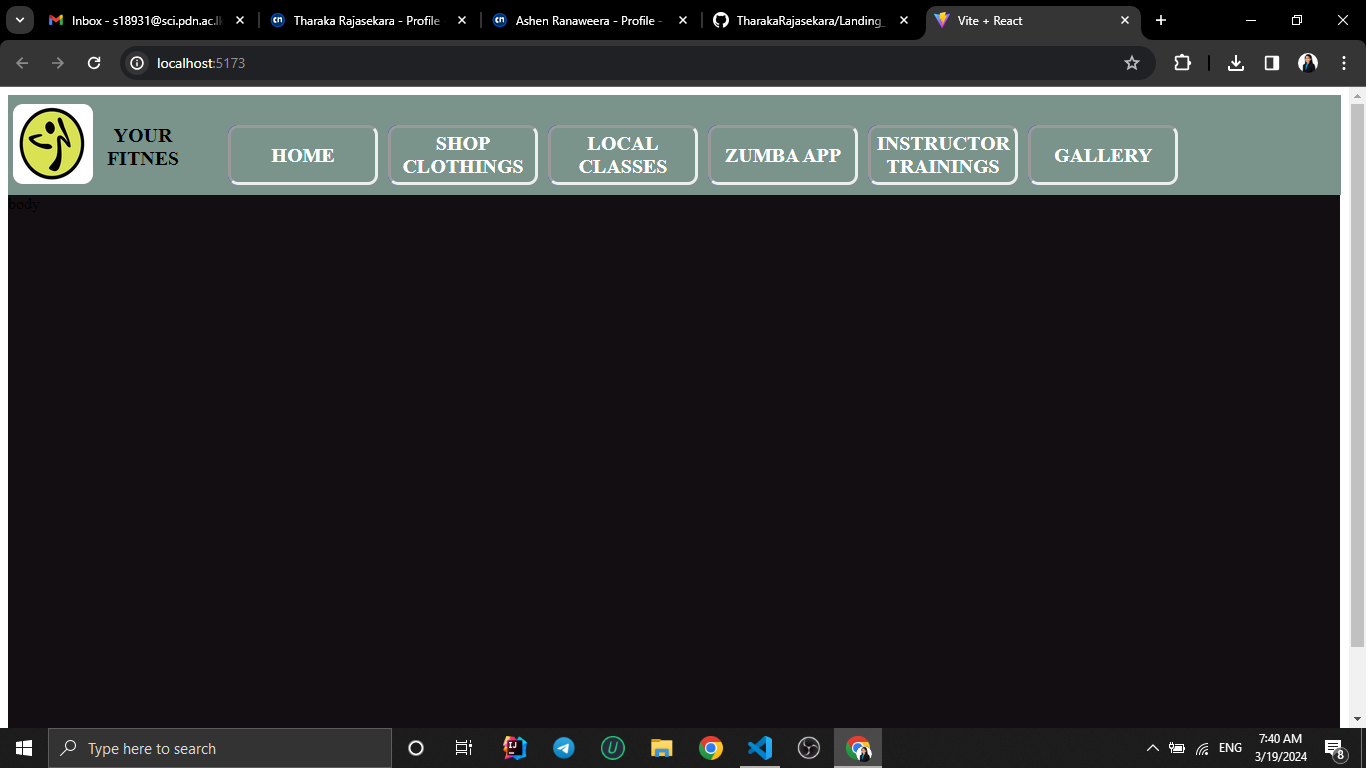 Inbox - s18931@sci.pdn.ac.l
Tharaka Rajasekara - Profile
Ashen Ranaweera - Profile -
TharakaRajasekara/Landing_
Vite + React
localhost:5173
YOUR
FITNES
HOME
SHOP
CLOTHINGS
LOCAL
CLASSES
ZUMBA APP
INSTRUCTOR
TRAININGS
GALLERY
body
Type here to search
ENG
7:40 AM
3/19/2024
8